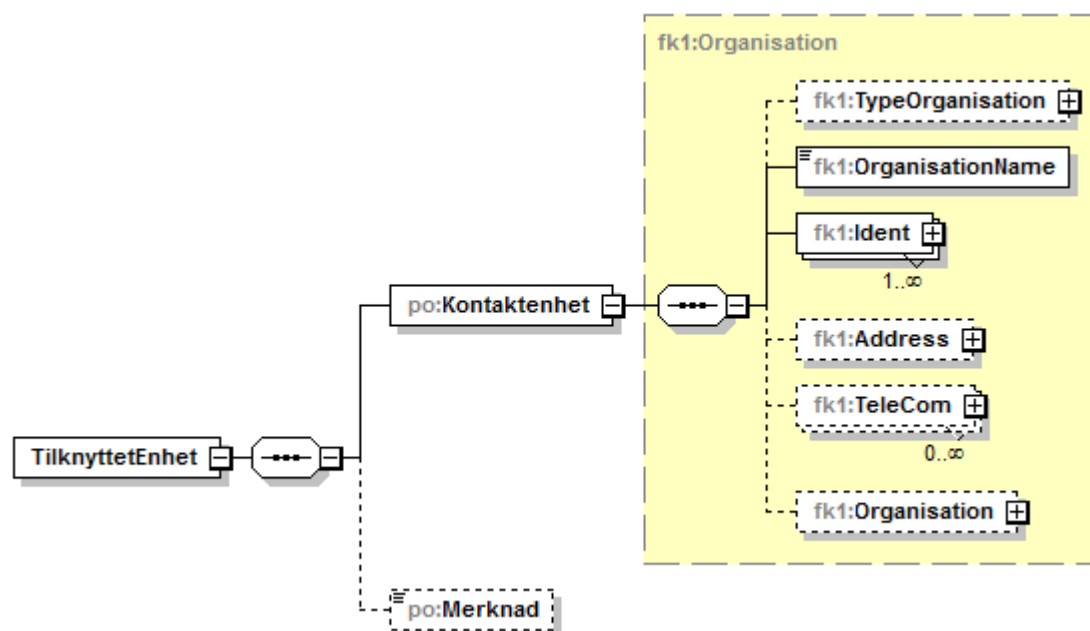 fk1:Organisation
fk1:TypeOrganisation
fk1:OrganisationName
fk1:Ident
1..∞
po:Kontaktenhet
fk1:Address
fk1:TeleCom
0..∞
TilknyttetEnhet
fk1:Organisation
po:Merknad